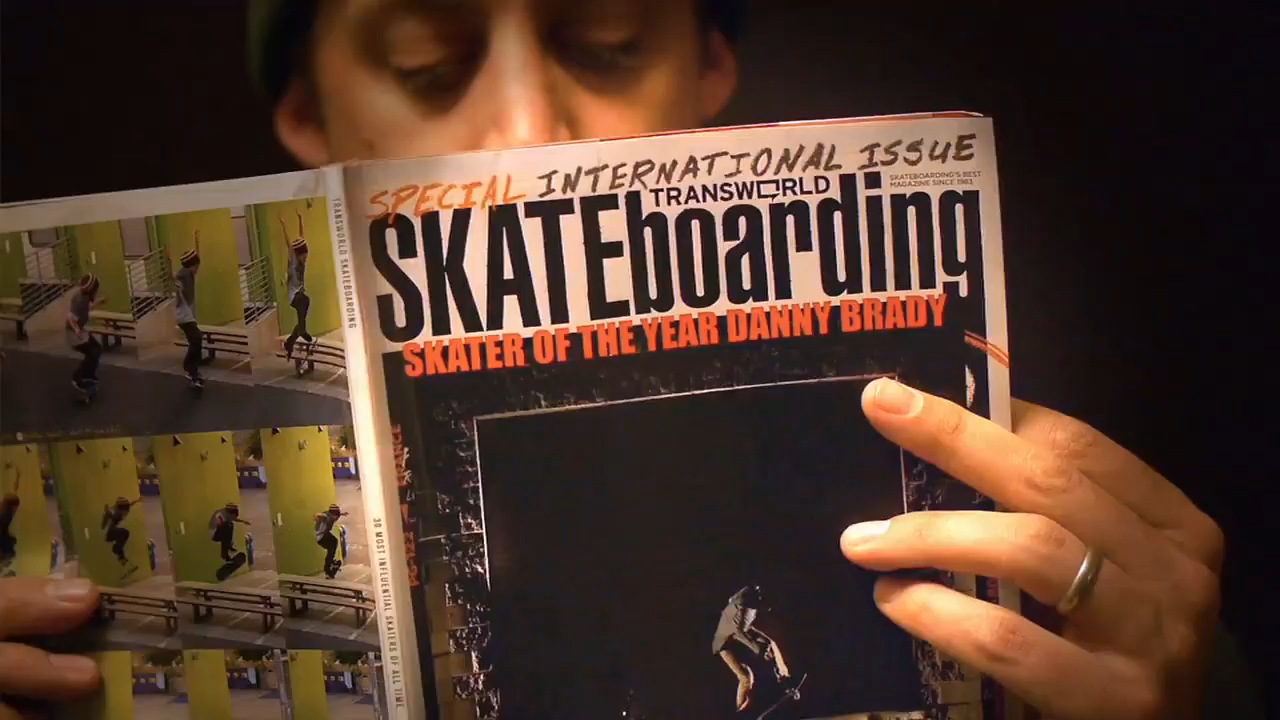 SPECIAL INTERNATIONAL ISSUE
TRANSWORLD
SKATEBOARDING'S BEST
MAGAZINE SINCE 1983
SKATEboarding
SKATER OF THE YEAR DANNY BRADY
TRANSWORLD SKATEBOARDING
30 MOST INFLUENTIAL SKATERS OF ALL TIME